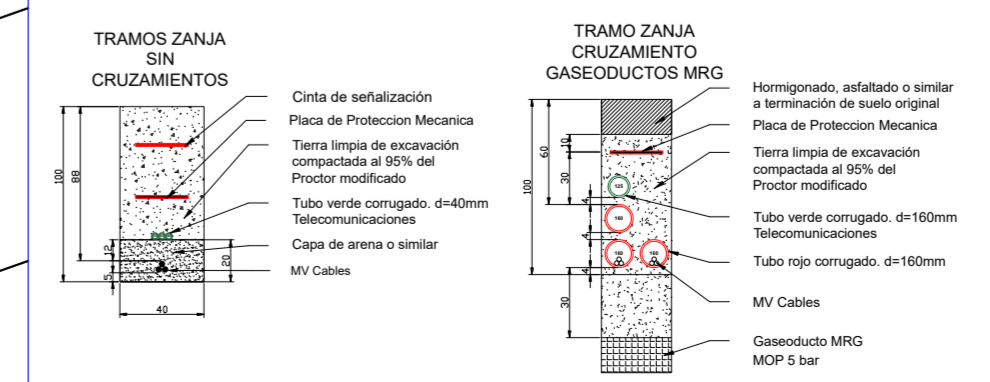 TRAMOS ZANJA
SIN
CRUZAMIENTOS
Cinta de señalización
Placa de Proteccion Mecanica
Tierra limpia de excavación
compactada al 95% del
Proctor modificado
Tubo verde corrugado. d=40mm
Telecomunicaciones
Capa de arena o similar
MV Cables
100
88
12
5
20
40
TRAMO ZANJA
CRUZAMIENTO
GASEODUCTOS MRG
Hormigonado, asfaltado o similar
a terminación de suelo original
Placa de Proteccion Mecanica
Tierra limpia de excavación
compactada al 95% del
Proctor modificado
Tubo verde corrugado. d=160mm
Telecomunicaciones
Tubo rojo corrugado. d=160mm
MV Cables
Gaseoducto MRG
MOP 5 bar
100
60
10
30
4
4
4
4
30
125
160
160
160